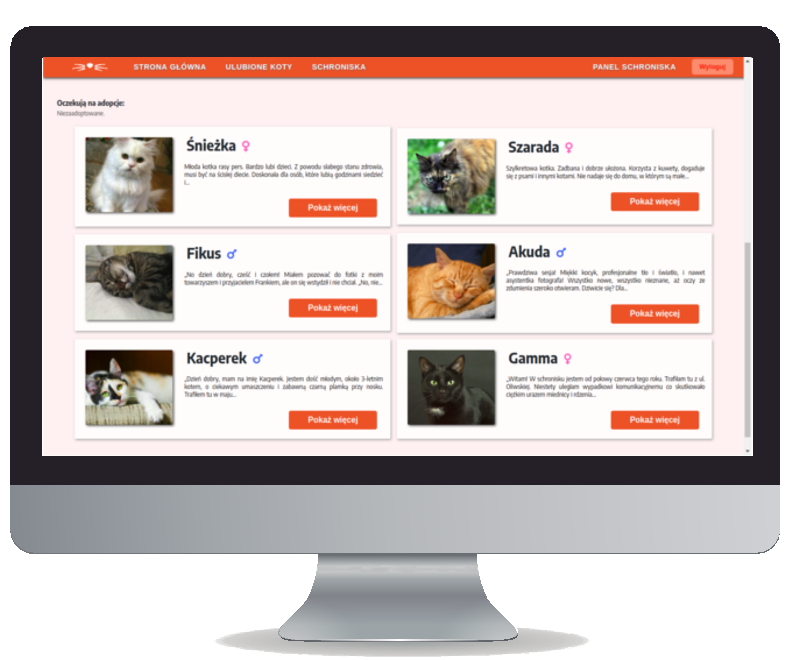 STRONA GŁÓWNA ULUBIONE KOTY SCHRONISKA PANEL SCHRONISKA Wyloguj
Oczekują na adopcje:
Niezaadoptowane.
Śnieżka
Młoda kotka rasy pers. Bardzo lubi dzieci. Z powodu słabego stanu zdrowia,
musi być na ścisłej diecie. Doskonała dla osób, które lubią godzinami siedzieć
i...
Pokaż więcej
Szarada
Szylkretowa kotka. Zadbana i dobrze ułożona. Korzysta z kuwety, dogaduje
się z psami i innymi kotami. Nie nadaje się do domu, w którym są małe...
Pokaż więcej
Fikus
„No dzień dobry, cześć i czołem! Miałem pozować do fotki z moim
towarzyszem i przyjacielem Frankiem, ale on się wstydził i nie chciał. „No, nie...
Pokaż więcej
Akuda
„Prawdziwa sesja! Miękki kocyk, profesjonalne tło i światło, i nawet
asystentka fotografa! Wszystko nowe, wszystko nieznane, aż oczy ze
zdumienia szeroko otwieram. Dziwicie się? Dla...
Pokaż więcej
Kacperek
„Dzień dobry, mam na imię Kacperek. Jestem dość młodym, około 3-letnim
kotem, o ciekawym umaszczeniu i zabawną czarną plamką przy nosku.
Trafiłem tu w maju...
Pokaż więcej
Gamma
„Witam! W schronisku jestem od połowy czerwca tego roku. Trafiłam tu z ul.
Oliwskiej. Niestety uległam wypadkowi komunikacyjnemu co skutkowało
ciężkim urazem miednicy i rdzenia...
Pokaż więcej